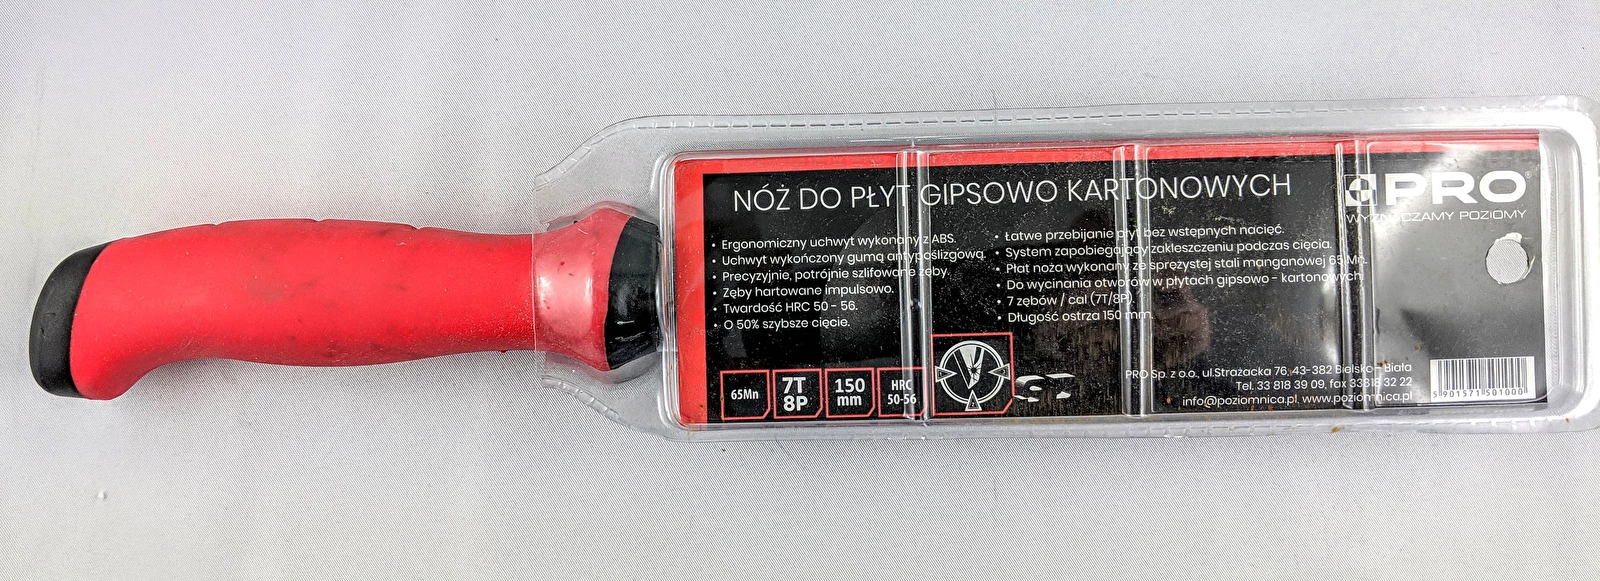 NÓŻ DO PŁYT GIPSOWO KARTONOWYCH
• Ergonomiczny uchwyt wykonany z ABS.
• Uchwyt wykończony gumą antypoślizgową.
• Precyzyjnie, potrójnie szlifowane zęby.
• Zęby hartowane impulsowo.
• Twardość HRC 50 - 56.
• O 50% szybsze cięcie.
• Łatwe przebijanie płyt bez wstępnych nacięć.
• System zapobiegający zakleszczeniu podczas cięcia.
• Płat noża wykonany ze sprężystej stali manganowej 65 Mn.
• Do wycinania otworów w płytach gipsowo - kartonowych.
• 7 zębów / cal (7T/8P).
• Długość ostrza 150 mm.
PRO
WYZNACZAMY POZIOMY
65Mn
7T
8P
150
mm
HRC
50-56
PRO Sp. z o.o., ul.Strażacka 76, 43-382 Bielsko - Biała
Tel. 33 818 39 09, fax 33 818 32 22
info@poziomnica.pl, www.poziomnica.pl
5 901571 501000